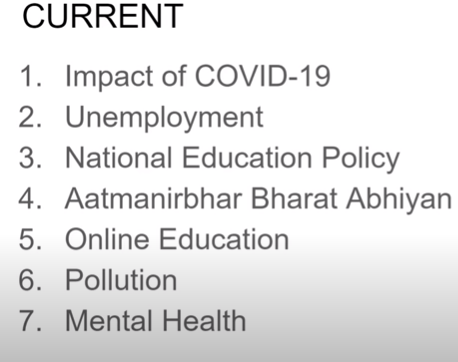 CURRENT
1. Impact of COVID-19
2. Unemployment
3. National Education Policy
4. Aatmanirbhar Bharat Abhiyan
5. Online Education
6. Pollution
7. Mental Health